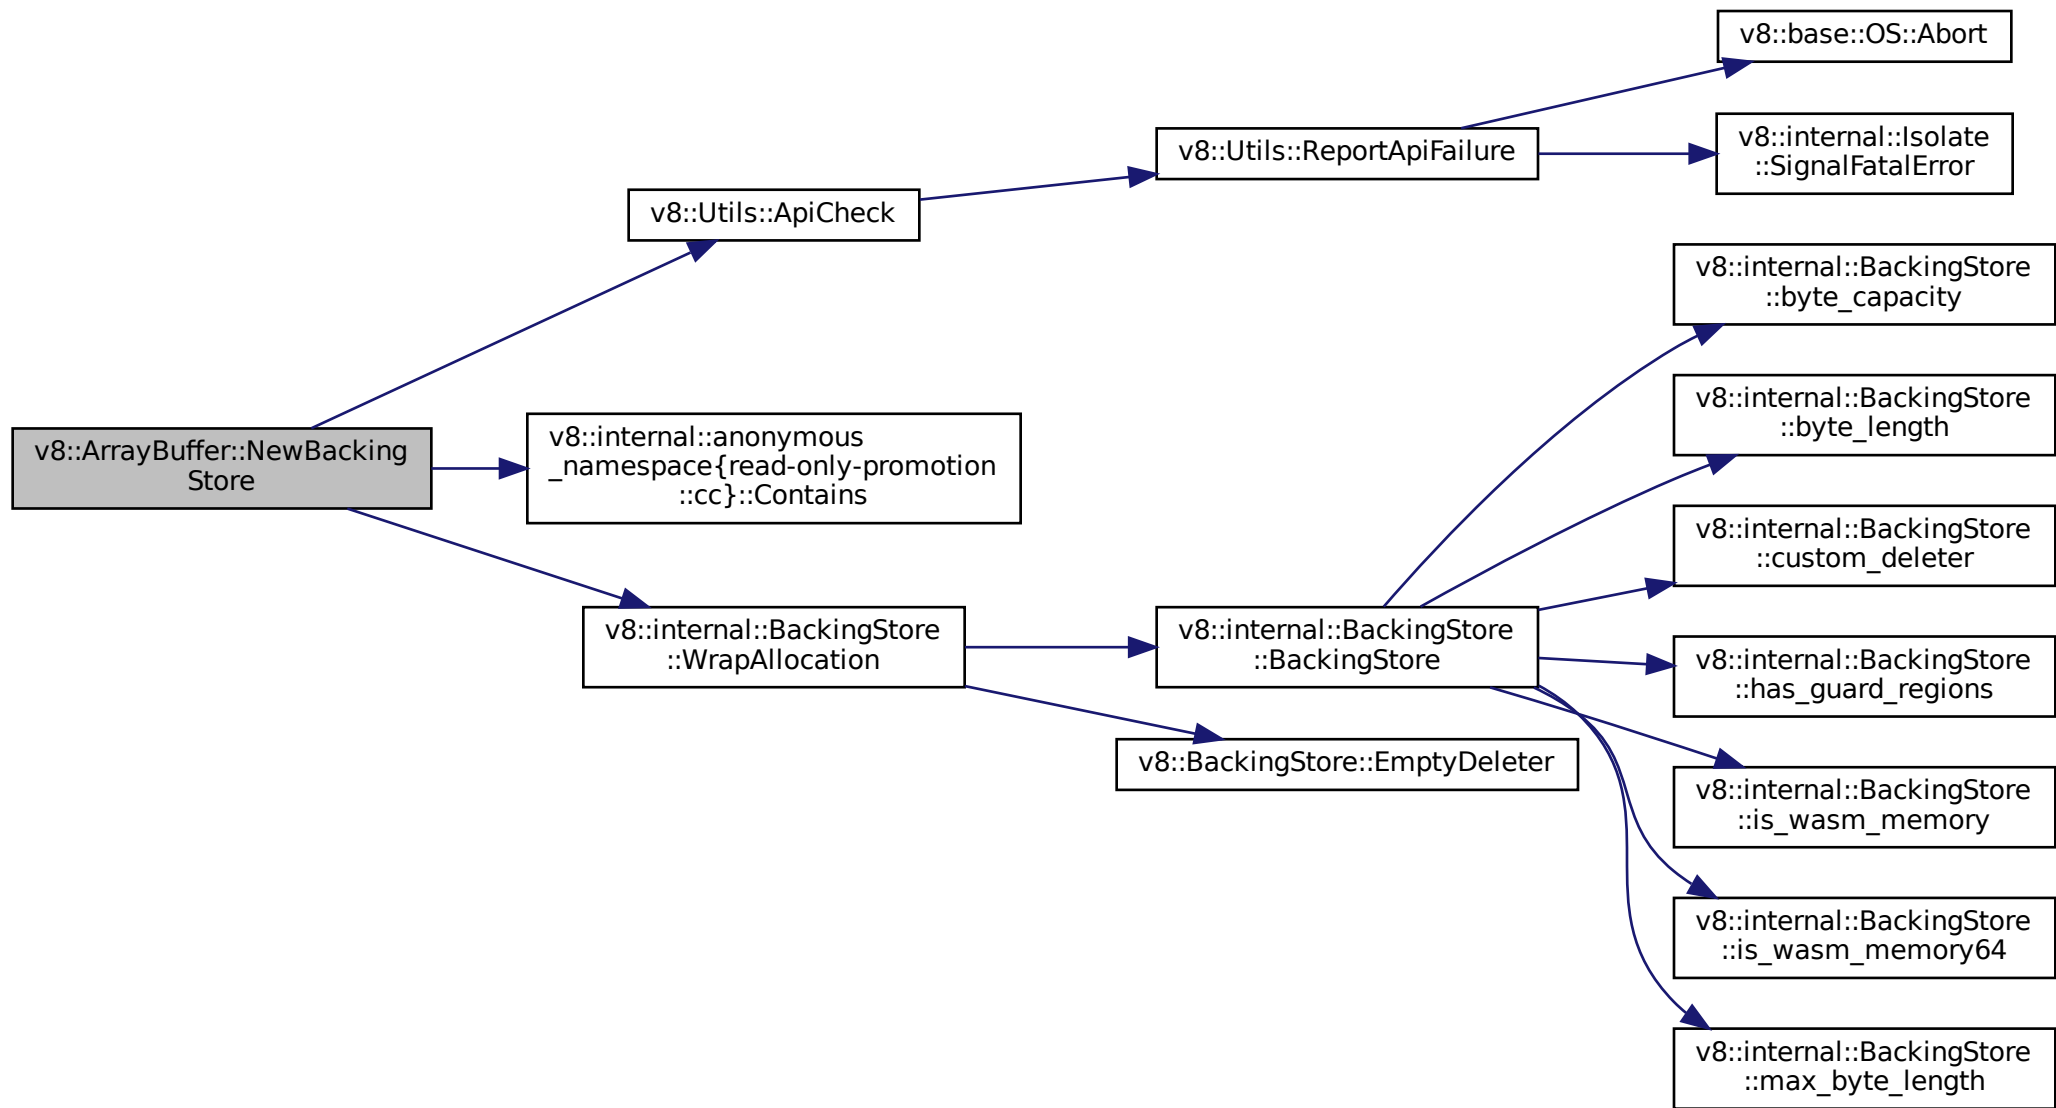 v8::base::OS::Abort
v8::internal::Isolate
::SignalFatalError
v8::Utils::ReportApiFailure
v8::Utils::ApiCheck
v8::internal::BackingStore
::byte_capacity
v8::internal::BackingStore
::byte_length
v8::ArrayBuffer::NewBacking
Store
v8::internal::anonymous
_namespace{read-only-promotion
::cc}::Contains
v8::internal::BackingStore
::custom_deleter
v8::internal::BackingStore
::WrapAllocation
v8::internal::BackingStore
::BackingStore
v8::internal::BackingStore
::has_guard_regions
v8::BackingStore::EmptyDeleter
v8::internal::BackingStore
::is_wasm_memory
v8::internal::BackingStore
::is_wasm_memory64
v8::internal::BackingStore
::max_byte_length